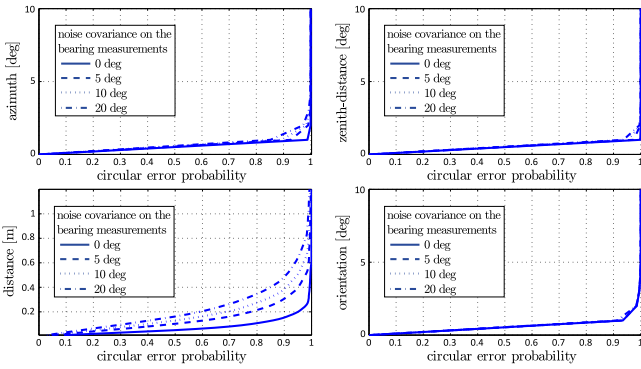 azimuth [deg]
10
5
0
noise covariance on the
bearing measurements
0 deg
5 deg
10 deg
20 deg
0 0.1 0.2 0.3 0.4 0.5 0.6 0.7 0.8 0.9 1
circular error probability
zenith-distance [deg]
10
5
0
noise covariance on the
bearing measurements
0 deg
5 deg
10 deg
20 deg
0 0.1 0.2 0.3 0.4 0.5 0.6 0.7 0.8 0.9 1
circular error probability
distance [m]
1
0.8
0.6
0.4
0.2
noise covariance on the
bearing measurements
0 deg
5 deg
10 deg
20 deg
0 0.1 0.2 0.3 0.4 0.5 0.6 0.7 0.8 0.9 1
circular error probability
orientation [deg]
10
5
0
noise covariance on the
bearing measurements
0 deg
5 deg
10 deg
20 deg
0 0.1 0.2 0.3 0.4 0.5 0.6 0.7 0.8 0.9 1
circular error probability